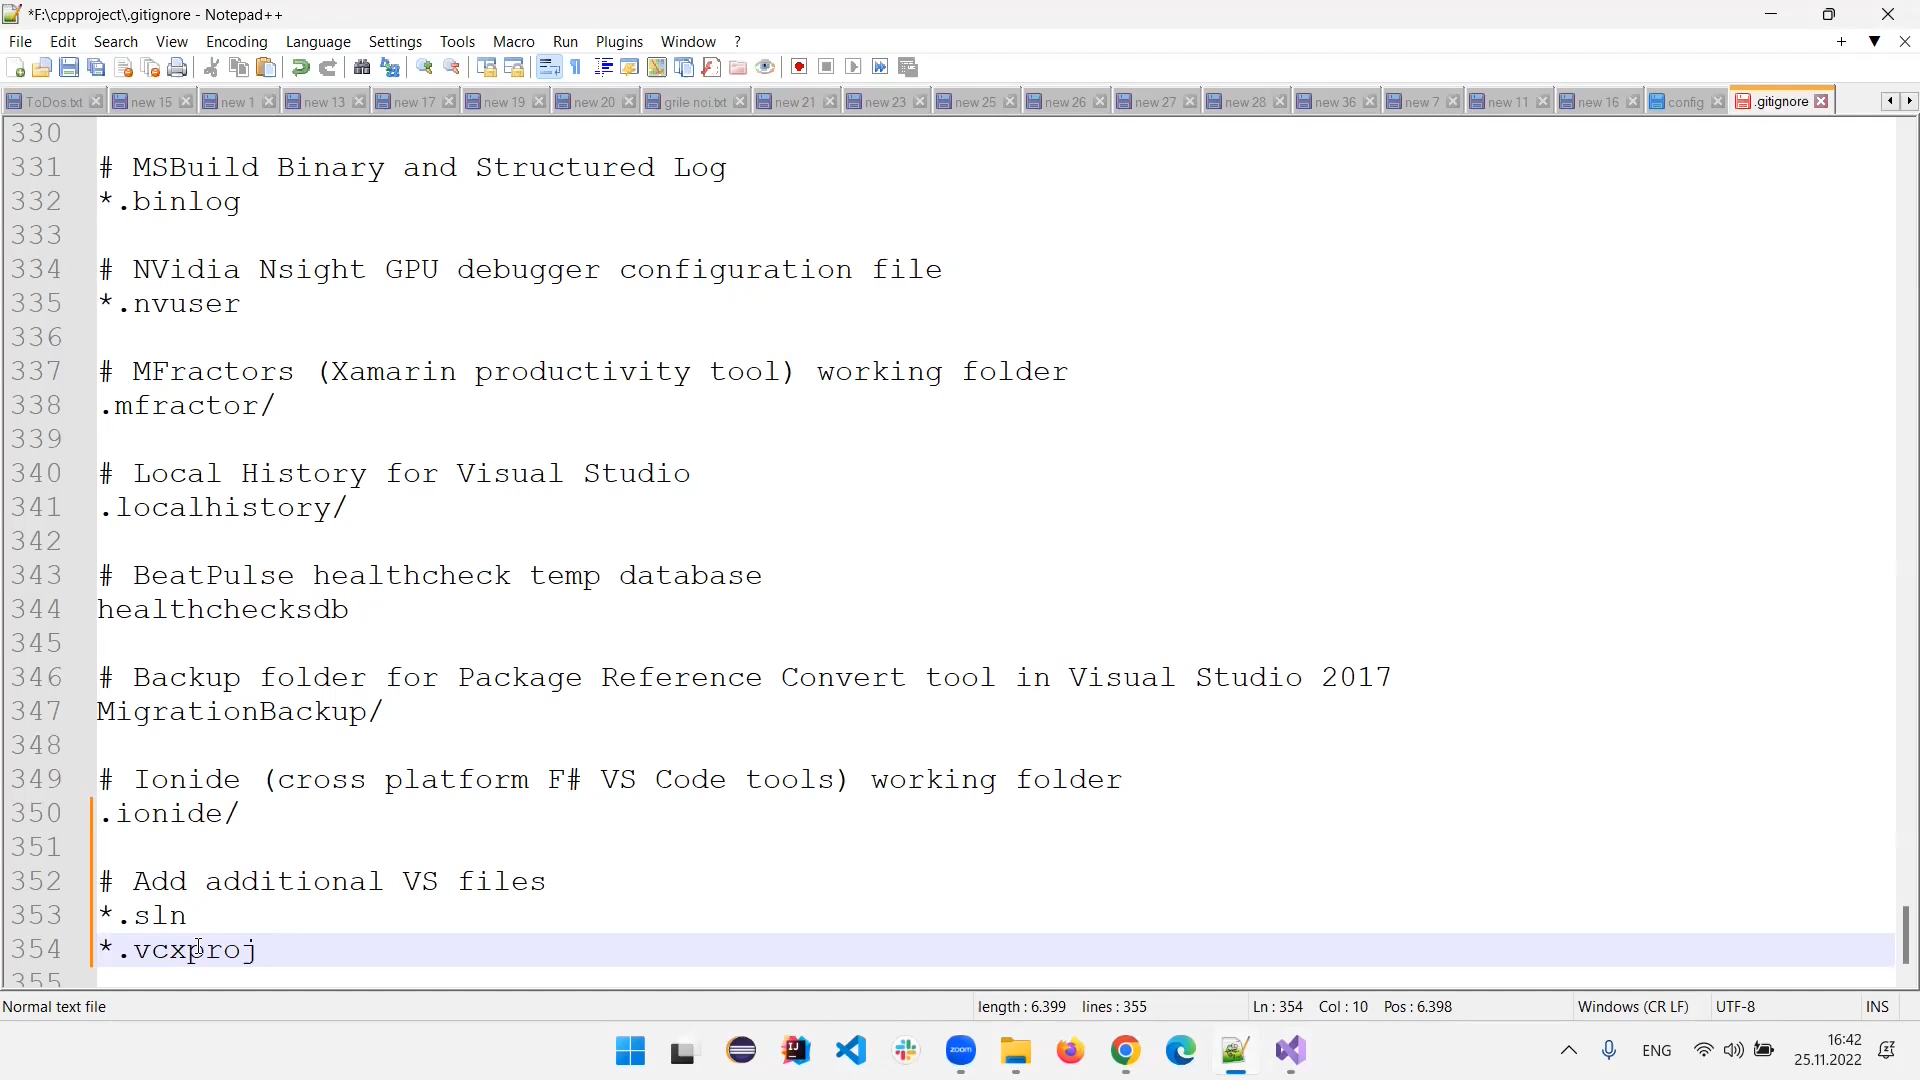 *F:\cppproject\.gitignore - Notepad++
File Edit Search View Encoding Language Settings Tools Macro Run Plugins Window ?
ToDos.txt new 15 new 1 new 13 new 17 new 19 new 20 grile noi.txt new 21 new 23 new 25 new 26 new 27 new 28 new 36 new 7 new 11 new 16 config .gitignore
330
331 # MSBuild Binary and Structured Log
332 *.binlog
333
334 # NVidia Nsight GPU debugger configuration file
335 *.nvuser
336
337 # MFractors (Xamarin productivity tool) working folder
338 .mfractor/
339
340 # Local History for Visual Studio
341 .localhistory/
342
343 # BeatPulse healthcheck temp database
344 healthchecksdb
345
346 # Backup folder for Package Reference Convert tool in Visual Studio 2017
347 MigrationBackup/
348
349 # Ionide (cross platform F# VS Code tools) working folder
350 .ionide/
351
352 # Add additional VS files
353 *.sln
354 *.vcxproj
355
Normal text file length : 6.399 lines : 355 Ln : 354 Col : 10 Pos : 6.398 Windows (CR LF) UTF-8 INS
zoom ENG 16:42
25.11.2022